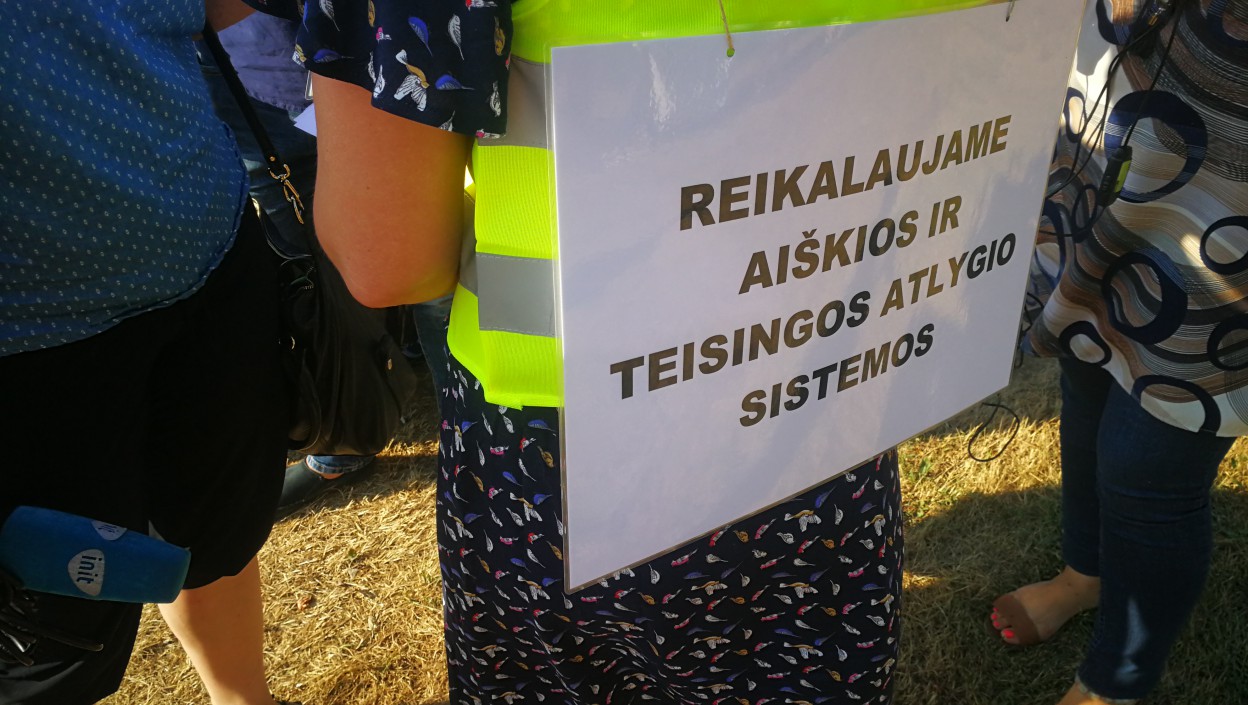 REIKALAUJAME
AIŠKIOS IR
TEISINGOS ATLYGIO
SISTEMOS
init